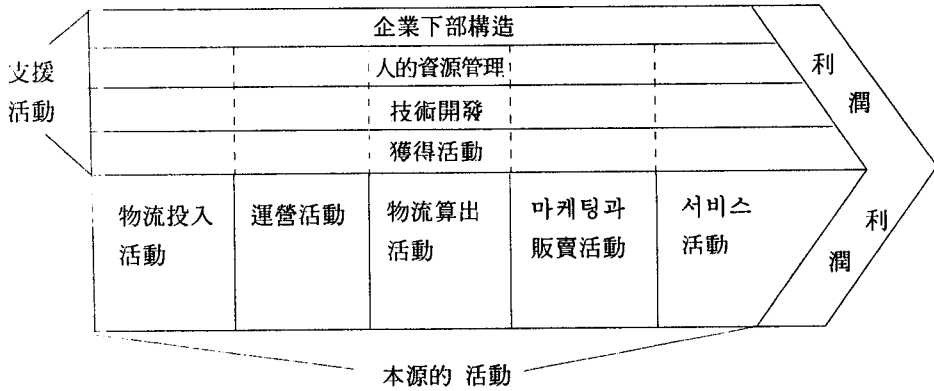 企業下部構造
人的資源管理
技術開發
獲得活動
支援
活動
利
潤
物流投入
活動
運營活動
物流算出
活動
마케팅과
販賣活動
서비스
活動
利
潤
本源的 活動